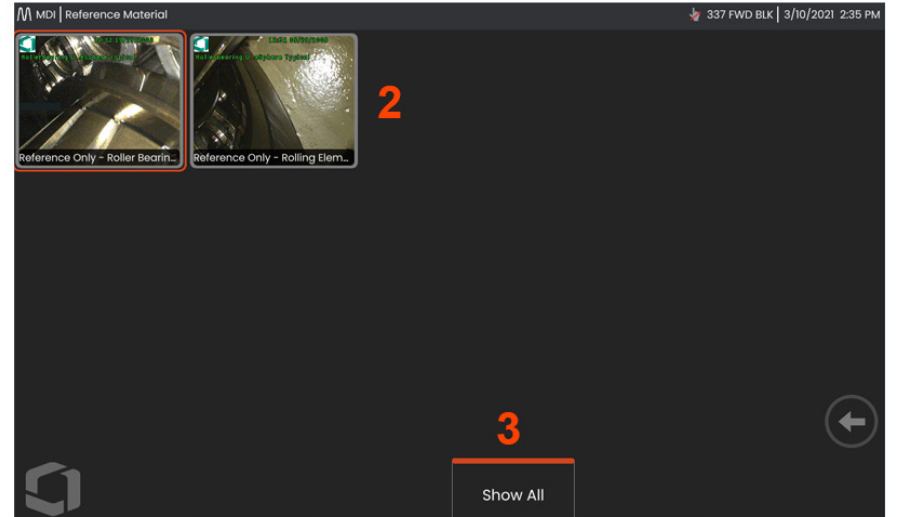 MDI | Reference Material
337 FWD BLK | 3/10/2021 2:35 PM
Reference Only - Roller Bearin...
Reference Only - Rolling Elem...
2
3
Show All